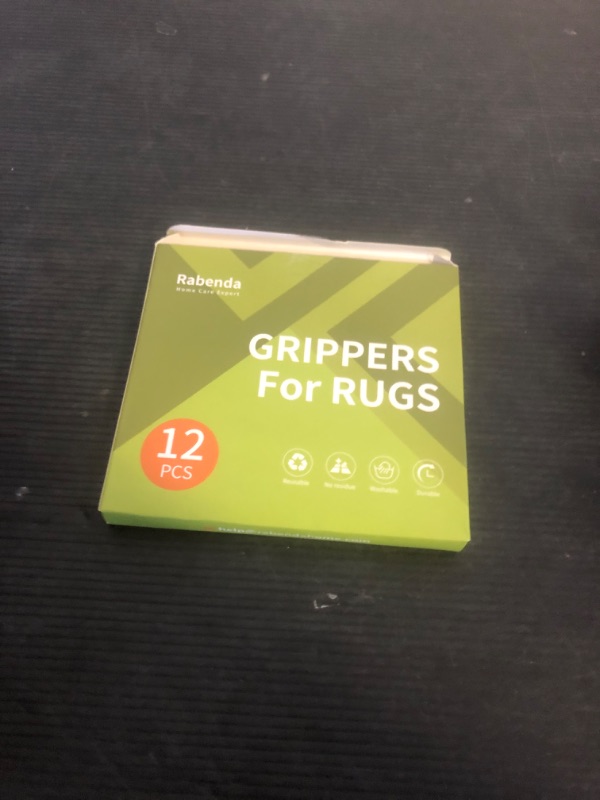 Rabenda
Home Care Expert
GRIPPERS
For RUGS
12
PCS
Reusable
Washable
Durable